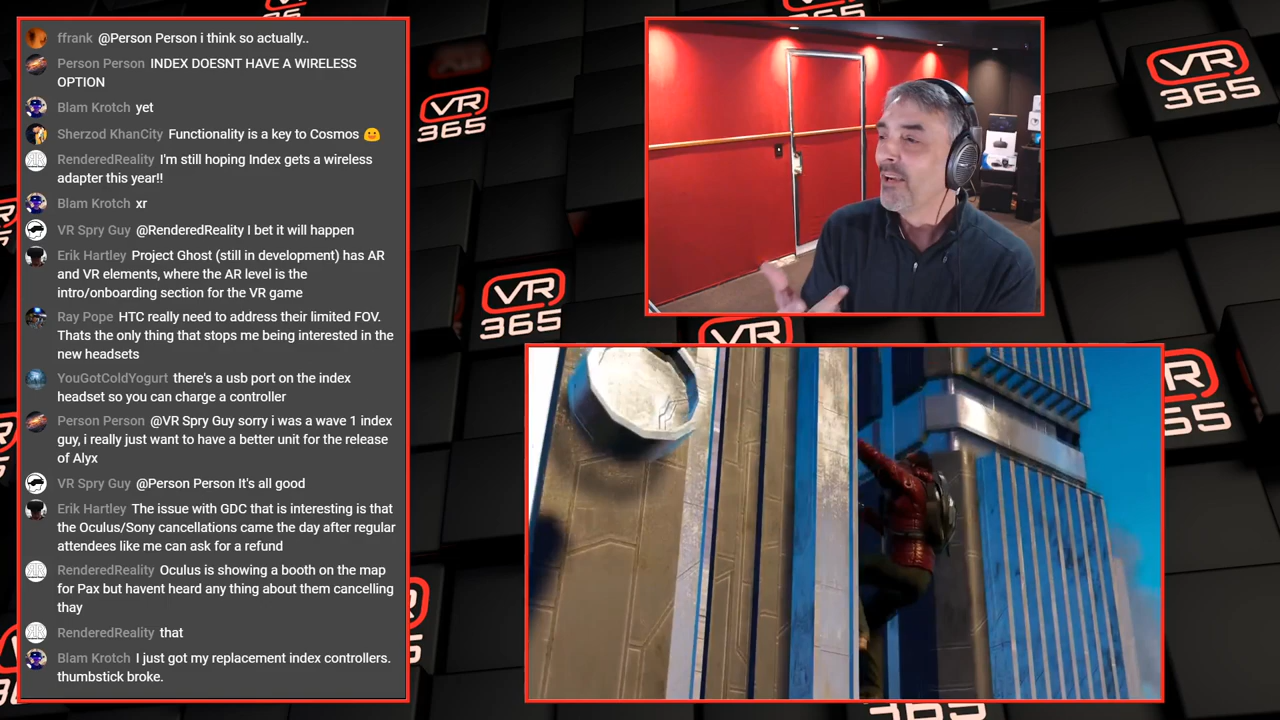 ffrank @Person Person i think so actually..
Person Person INDEX DOESNT HAVE A WIRELESS
OPTION
Blam Krotch yet
Sherzod KhanCity Functionality is a key to Cosmos 🙂
RenderedReality I'm still hoping Index gets a wireless
adapter this year!!
Blam Krotch xr
VR Spry Guy @RenderedReality I bet it will happen
Erik Hartley Project Ghost (still in development) has AR
and VR elements, where the AR level is the
intro/onboarding section for the VR game
Ray Pope HTC really need to address their limited FOV.
Thats the only thing that stops me being interested in the
new headsets
YouGotColdYogurt there's a usb port on the index
headset so you can charge a controller
Person Person @VR Spry Guy sorry i was a wave 1 index
guy, i really just want to have a better unit for the release
of Alyx
VR Spry Guy @Person Person It's all good
Erik Hartley The issue with GDC that is interesting is that
the Oculus/Sony cancellations came the day after regular
attendees like me can ask for a refund
RenderedReality Oculus is showing a booth on the map
for Pax but havent heard any thing about them cancelling
thay
RenderedReality that
Blam Krotch I just got my replacement index controllers.
thumbstick broke.
365
VR
365
VR
365
VR
365
VR
R
65
365